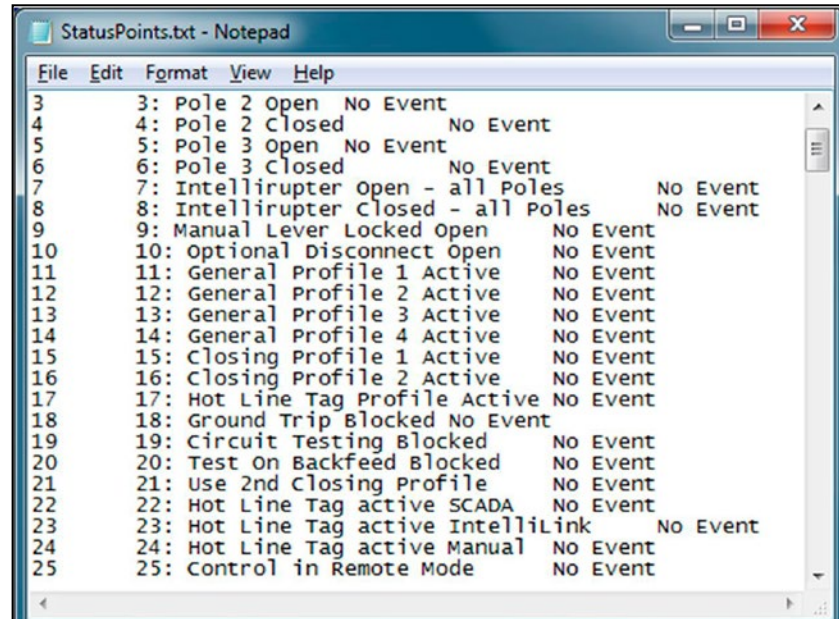 StatusPoints.txt - Notepad
File Edit Format View Help
3 3: Pole 2 Open No Event
4 4: Pole 2 Closed No Event
5 5: Pole 3 Open No Event
6 6: Pole 3 Closed No Event
7 7: Intellirupter Open - all Poles No Event
8 8: Intellirupter Closed - all Poles No Event
9 9: Manual Lever Locked Open No Event
10 10: Optional Disconnect Open No Event
11 11: General Profile 1 Active No Event
12 12: General Profile 2 Active No Event
13 13: General Profile 3 Active No Event
14 14: General Profile 4 Active No Event
15 15: Closing Profile 1 Active No Event
16 16: Closing Profile 2 Active No Event
17 17: Hot Line Tag Profile Active No Event
18 18: Ground Trip Blocked No Event
19 19: Circuit Testing Blocked No Event
20 20: Test On Backfeed Blocked No Event
21 21: Use 2nd Closing Profile No Event
22 22: Hot Line Tag active SCADA No Event
23 23: Hot Line Tag active IntelliLink No Event
24 24: Hot Line Tag active Manual No Event
25 25: Control in Remote Mode No Event